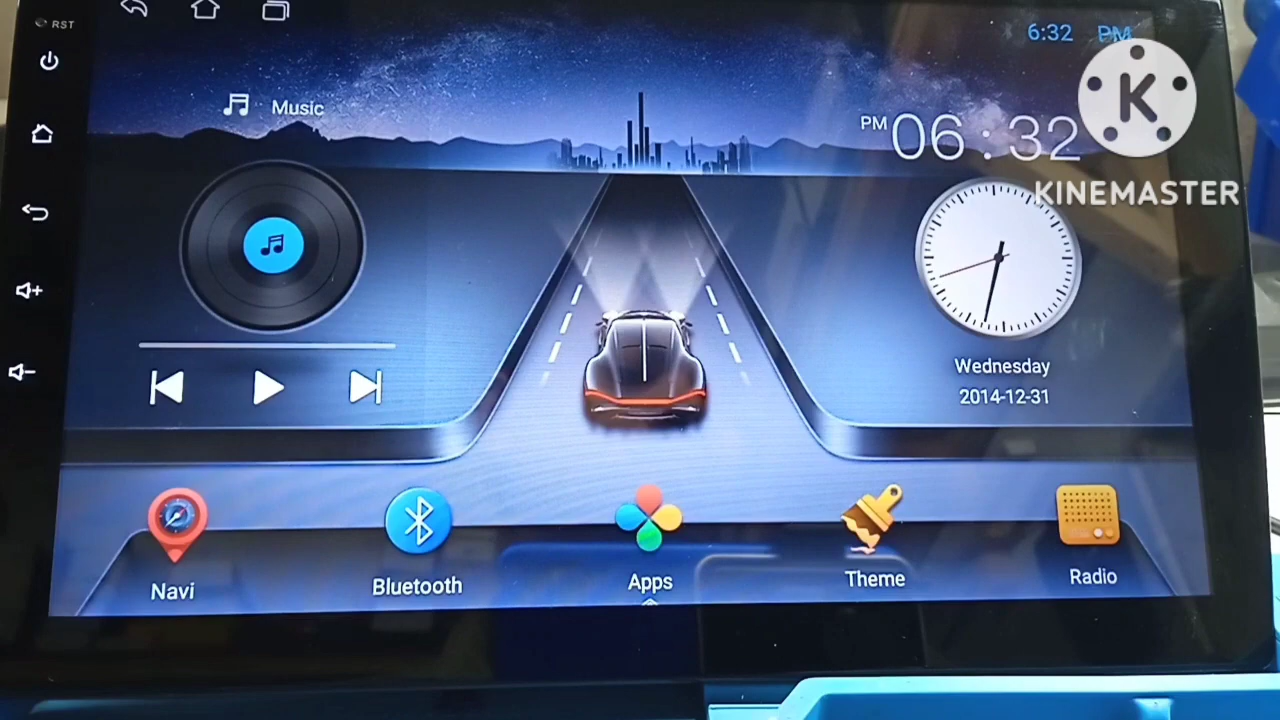 RST
6:32 PM
Music
PM 06 : 32
K
KINEMASTER
Wednesday
2014-12-31
Navi
Bluetooth
Apps
Theme
Radio